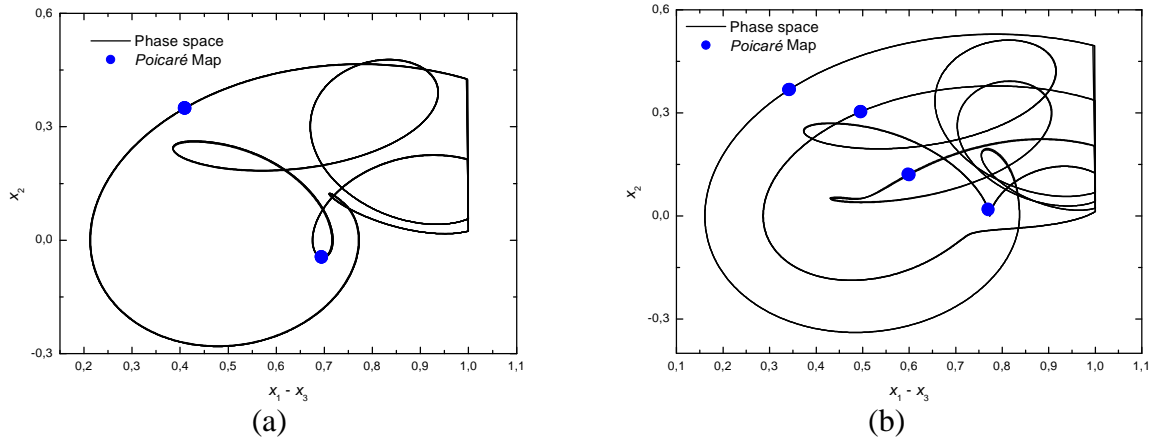 0,6
0,3
0,0
-0,3
x2
Phase space
Poicaré Map
0,2 0,3 0,4 0,5 0,6 0,7 0,8 0,9 1,0 1,1
x1 - x3
(a)
0,6
0,3
0,0
-0,3
x2
Phase space
Poicaré Map
0,1 0,2 0,3 0,4 0,5 0,6 0,7 0,8 0,9 1,0 1,1
x1 - x3
(b)